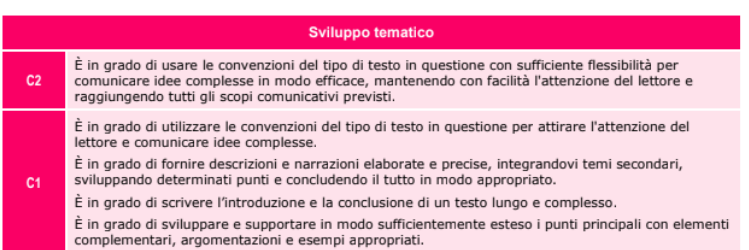 Sviluppo tematico
C2
È in grado di usare le convenzioni del tipo di testo in questione con sufficiente flessibilità per
comunicare idee complesse in modo efficace, mantenendo con facilità l'attenzione del lettore e
raggiungendo tutti gli scopi comunicativi previsti.
C1
È in grado di utilizzare le convenzioni del tipo di testo in questione per attirare l'attenzione del
lettore e comunicare idee complesse.
È in grado di fornire descrizioni e narrazioni elaborate e precise, integrandovi temi secondari,
sviluppando determinati punti e concludendo il tutto in modo appropriato.
È in grado di scrivere l’introduzione e la conclusione di un testo lungo e complesso.
È in grado di sviluppare e supportare in modo sufficientemente esteso i punti principali con elementi
complementari, argomentazioni e esempi appropriati.